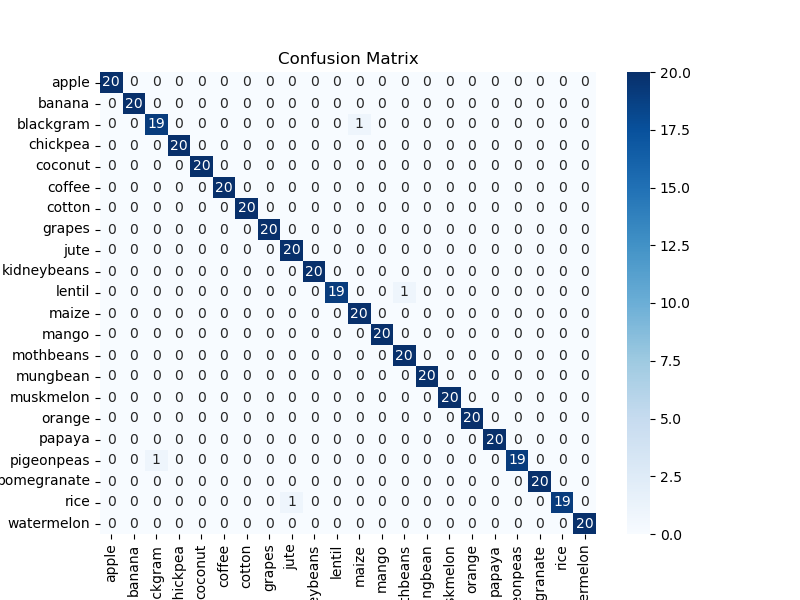 Confusion Matrix
apple 20 0 0 0 0 0 0 0 0 0 0 0 0 0 0 0 0 0 0 0 0 0
banana 0 20 0 0 0 0 0 0 0 0 0 0 0 0 0 0 0 0 0 0 0 0
blackgram 0 0 19 0 0 0 0 0 0 0 0 1 0 0 0 0 0 0 0 0 0 0
chickpea 0 0 0 20 0 0 0 0 0 0 0 0 0 0 0 0 0 0 0 0 0 0
coconut 0 0 0 0 20 0 0 0 0 0 0 0 0 0 0 0 0 0 0 0 0 0
coffee 0 0 0 0 0 20 0 0 0 0 0 0 0 0 0 0 0 0 0 0 0 0
cotton 0 0 0 0 0 0 20 0 0 0 0 0 0 0 0 0 0 0 0 0 0 0
grapes 0 0 0 0 0 0 0 20 0 0 0 0 0 0 0 0 0 0 0 0 0 0
jute 0 0 0 0 0 0 0 0 20 0 0 0 0 0 0 0 0 0 0 0 0 0
kidneybeans 0 0 0 0 0 0 0 0 0 20 0 0 0 0 0 0 0 0 0 0 0 0
lentil 0 0 0 0 0 0 0 0 0 0 19 0 0 1 0 0 0 0 0 0 0 0
maize 0 0 0 0 0 0 0 0 0 0 0 20 0 0 0 0 0 0 0 0 0 0
mango 0 0 0 0 0 0 0 0 0 0 0 0 20 0 0 0 0 0 0 0 0 0
mothbeans 0 0 0 0 0 0 0 0 0 0 0 0 0 20 0 0 0 0 0 0 0 0
mungbean 0 0 0 0 0 0 0 0 0 0 0 0 0 0 20 0 0 0 0 0 0 0
muskmelon 0 0 0 0 0 0 0 0 0 0 0 0 0 0 0 20 0 0 0 0 0 0
orange 0 0 0 0 0 0 0 0 0 0 0 0 0 0 0 0 20 0 0 0 0 0
papaya 0 0 0 0 0 0 0 0 0 0 0 0 0 0 0 0 0 20 0 0 0 0
pigeonpeas 0 0 1 0 0 0 0 0 0 0 0 0 0 0 0 0 0 0 19 0 0 0
pomegranate 0 0 0 0 0 0 0 0 0 0 0 0 0 0 0 0 0 0 0 20 0 0
rice 0 0 0 0 0 0 0 0 1 0 0 0 0 0 0 0 0 0 0 0 19 0
watermelon 0 0 0 0 0 0 0 0 0 0 0 0 0 0 0 0 0 0 0 0 0 20
apple
banana
ckgram
hickpea
coconut
coffee
cotton
grapes
jute
eybeans
lentil
maize
mango
thbeans
ngbean
skmelon
orange
papaya
eonpeas
granate
rice
ermelon
20.0
17.5
15.0
12.5
10.0
7.5
5.0
2.5
0.0